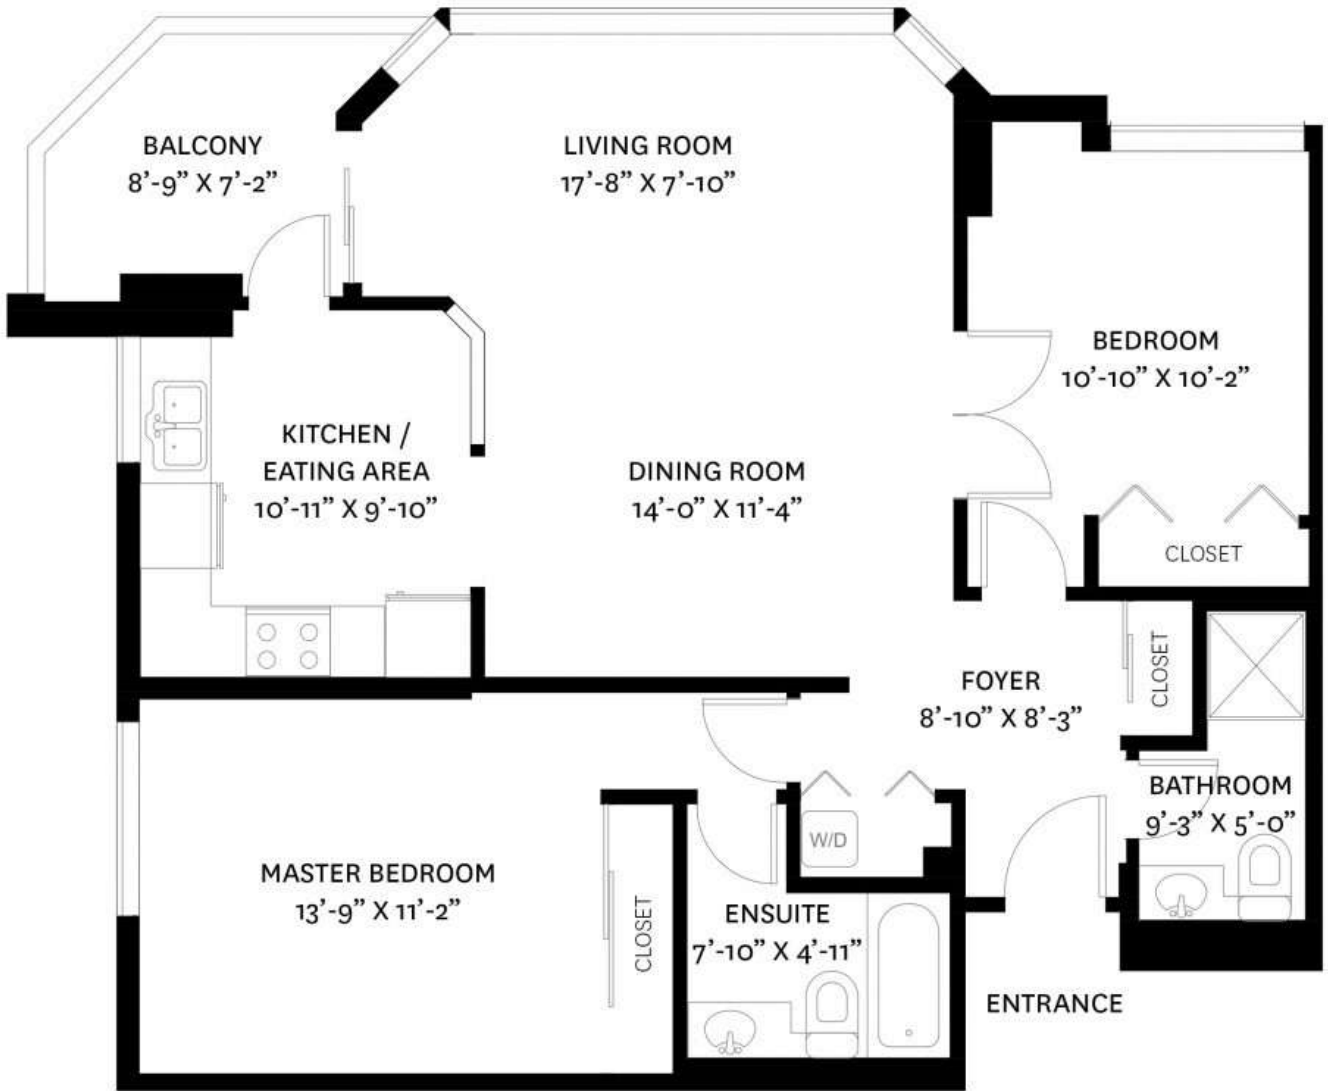 BALCONY
8’-9” X 7’-2”
LIVING ROOM
17’-8” X 7’-10”
BEDROOM
10’-10” X 10’-2”
KITCHEN /
EATING AREA
10’-11” X 9’-10”
DINING ROOM
14’-0” X 11’-4”
CLOSET
FOYER
8’-10” X 8’-3”
CLOSET
BATHROOM
9’-3” X 5’-0”
W/D
MASTER BEDROOM
13’-9” X 11’-2”
CLOSET
ENSUITE
7’-10” X 4’-11”
ENTRANCE